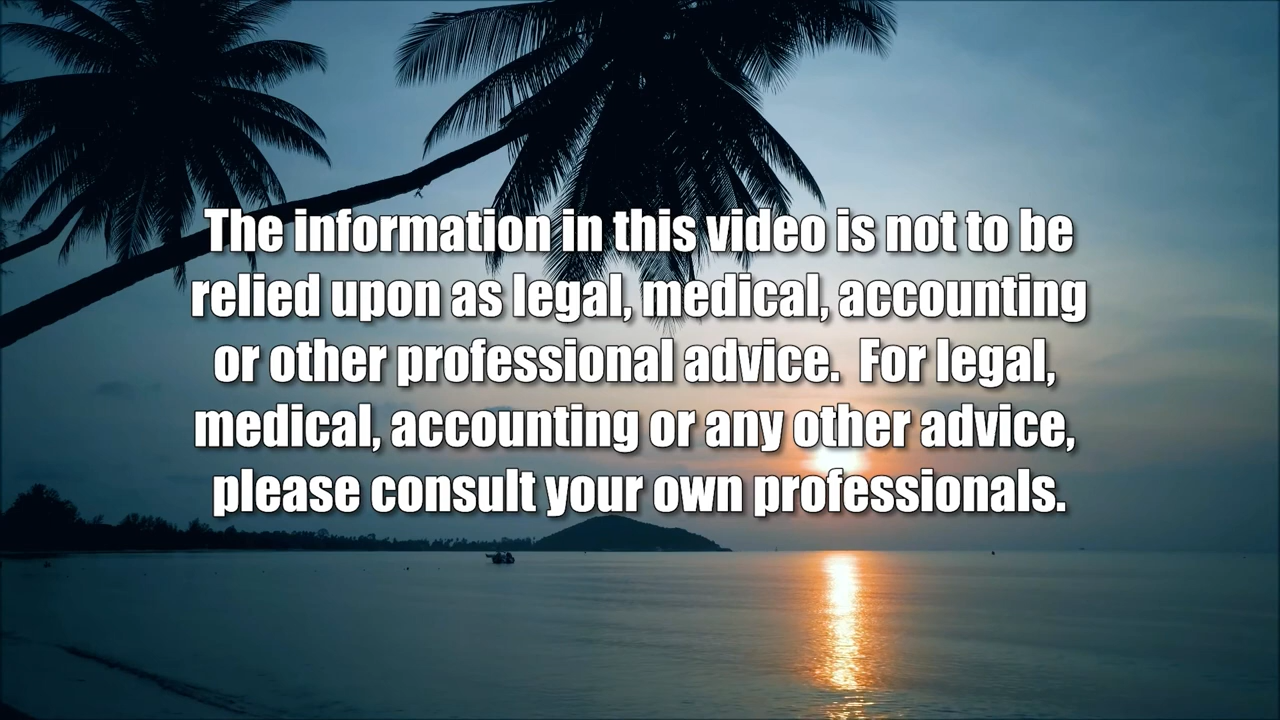 The information in this video is not to be
relied upon as legal, medical, accounting
or other professional advice.  For legal,
medical, accounting or any other advice,
please consult your own professionals.